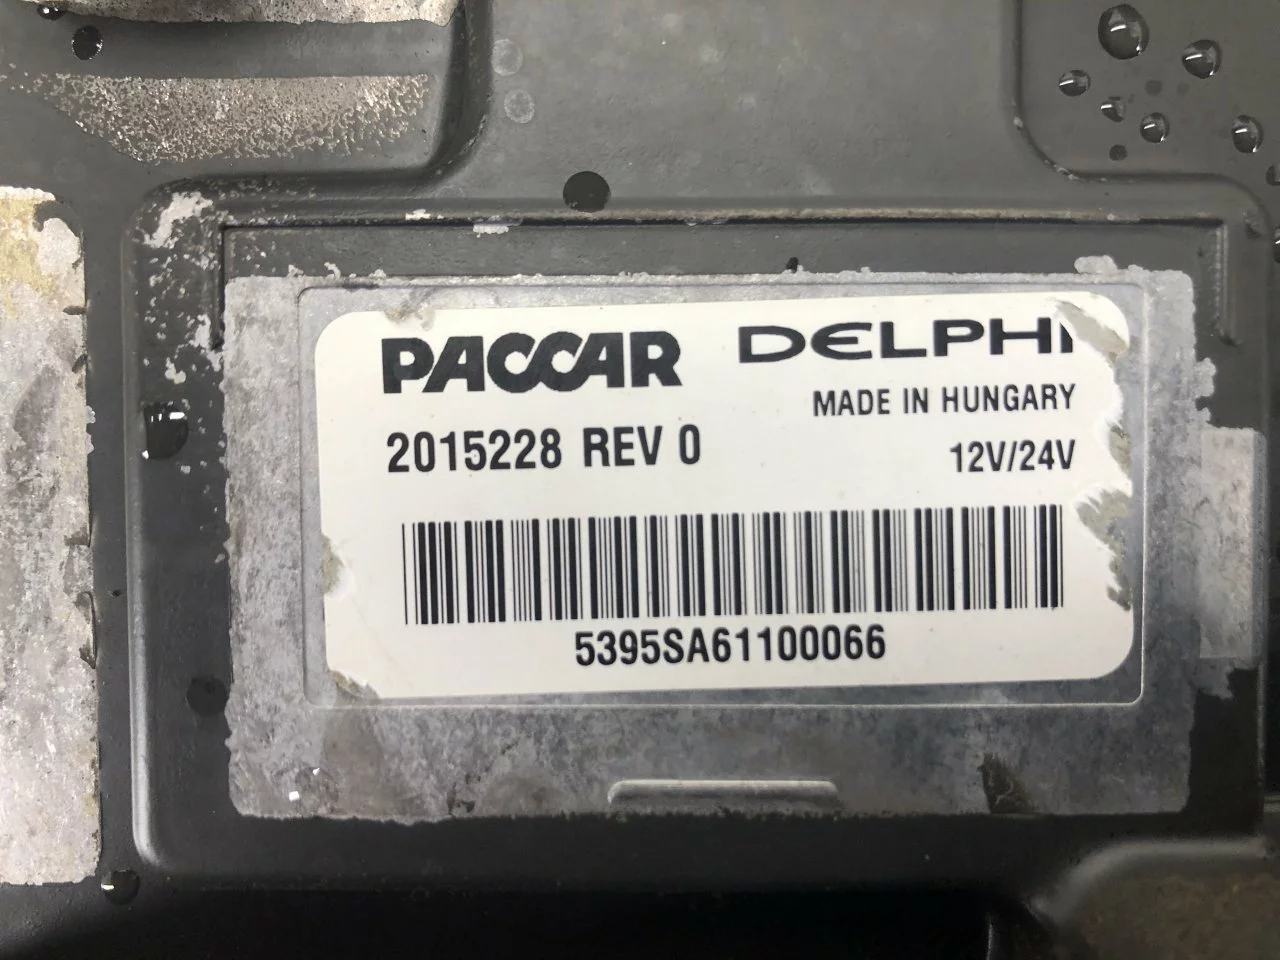 PACCAR DELPHI
MADE IN HUNGARY
2015228 REV 0
12V/24V
5395SA61100066